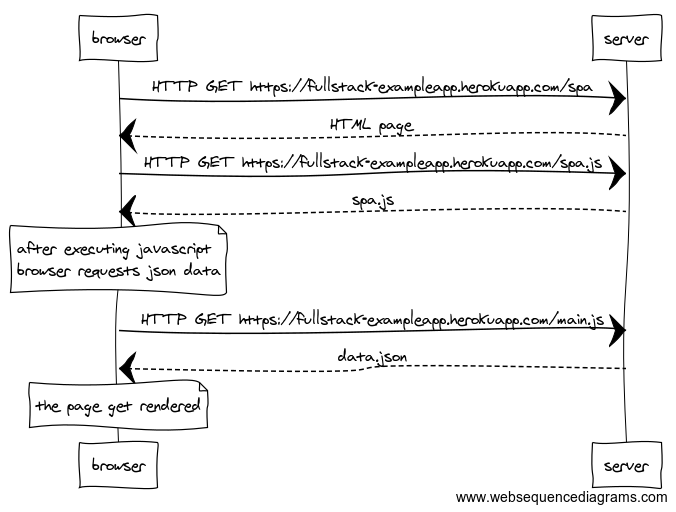 browser
server
HTTP GET https://fullstack-exampleapp.herokuapp.com/spa
HTML page
HTTP GET https://fullstack-exampleapp.herokuapp.com/spa.js
spa.js
after executing javascript
browser requests json data
HTTP GET https://fullstack-exampleapp.herokuapp.com/main.js
data.json
the page get rendered
browser
server
www.websequencediagrams.com